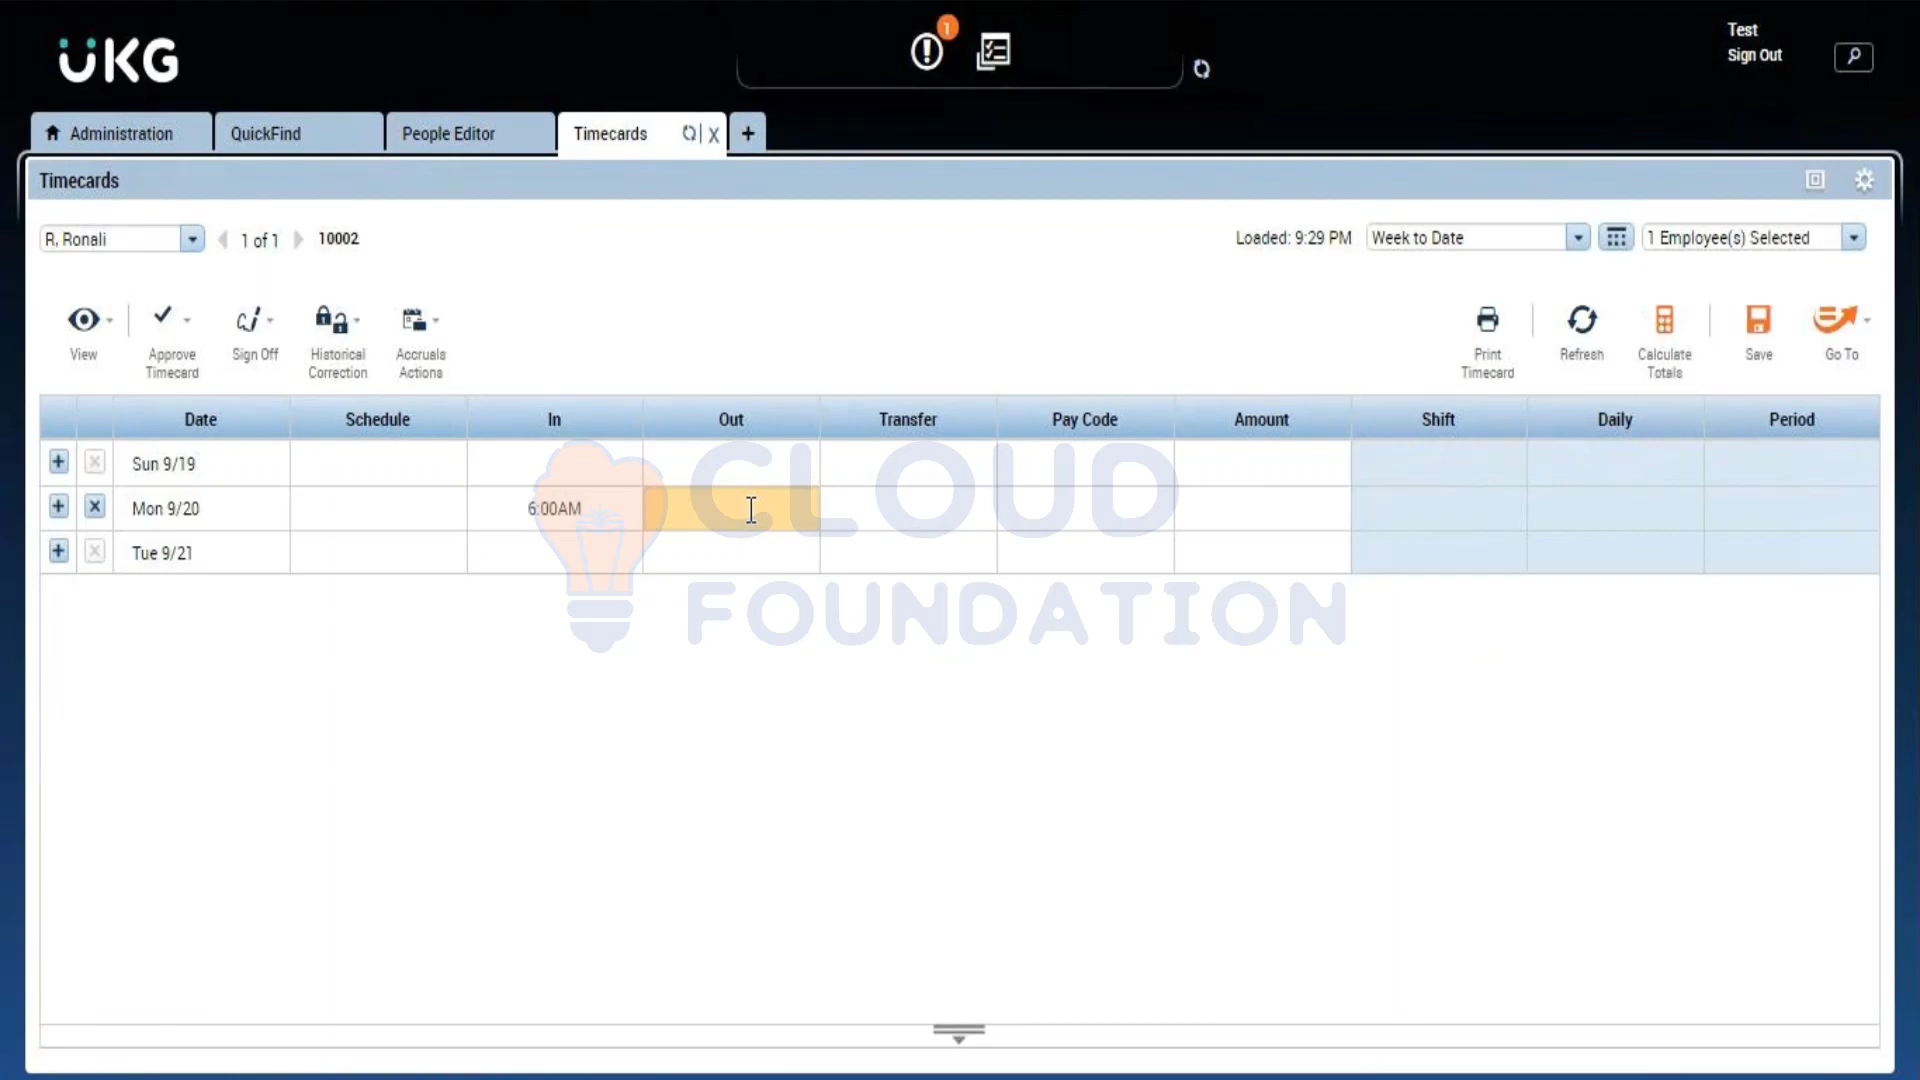 UKG
1
Test
Sign Out
Administration
QuickFind
People Editor
Timecards
X
+
Timecards
R, Ronali
1 of 1
10002
Loaded: 9:29 PM
Week to Date
1 Employee(s) Selected
View
Approve Timecard
Sign Off
Historical Correction
Accruals Actions
Print Timecard
Refresh
Calculate Totals
Save
Go To
Date Schedule In Out Transfer Pay Code Amount Shift Daily Period
Sun 9/19
Mon 9/20 6:00AM
Tue 9/21
CLOUD
FOUNDATION